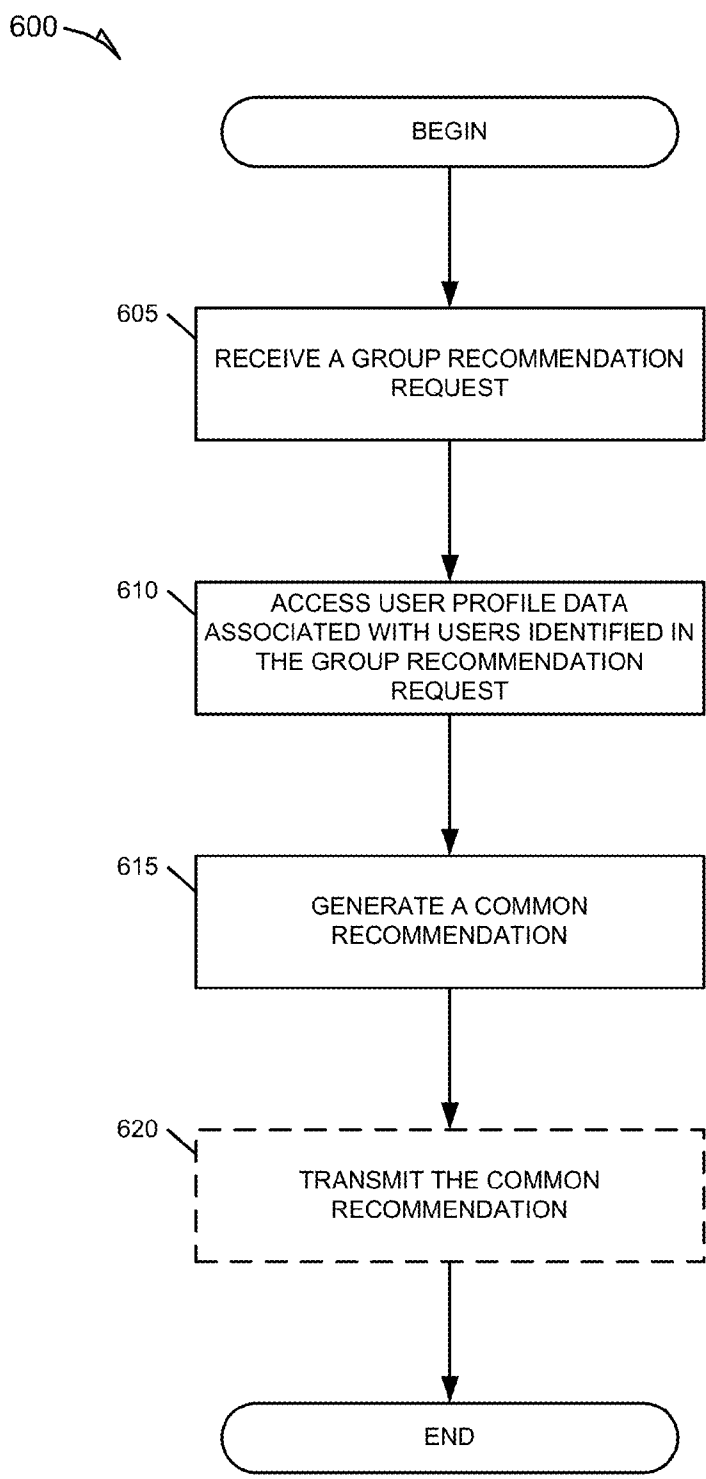 600
BEGIN
605
RECEIVE A GROUP RECOMMENDATION
REQUEST
610
ACCESS USER PROFILE DATA
ASSOCIATED WITH USERS IDENTIFIED IN
THE GROUP RECOMMENDATION
REQUEST
615
GENERATE A COMMON
RECOMMENDATION
620
TRANSMIT THE COMMON
RECOMMENDATION
END